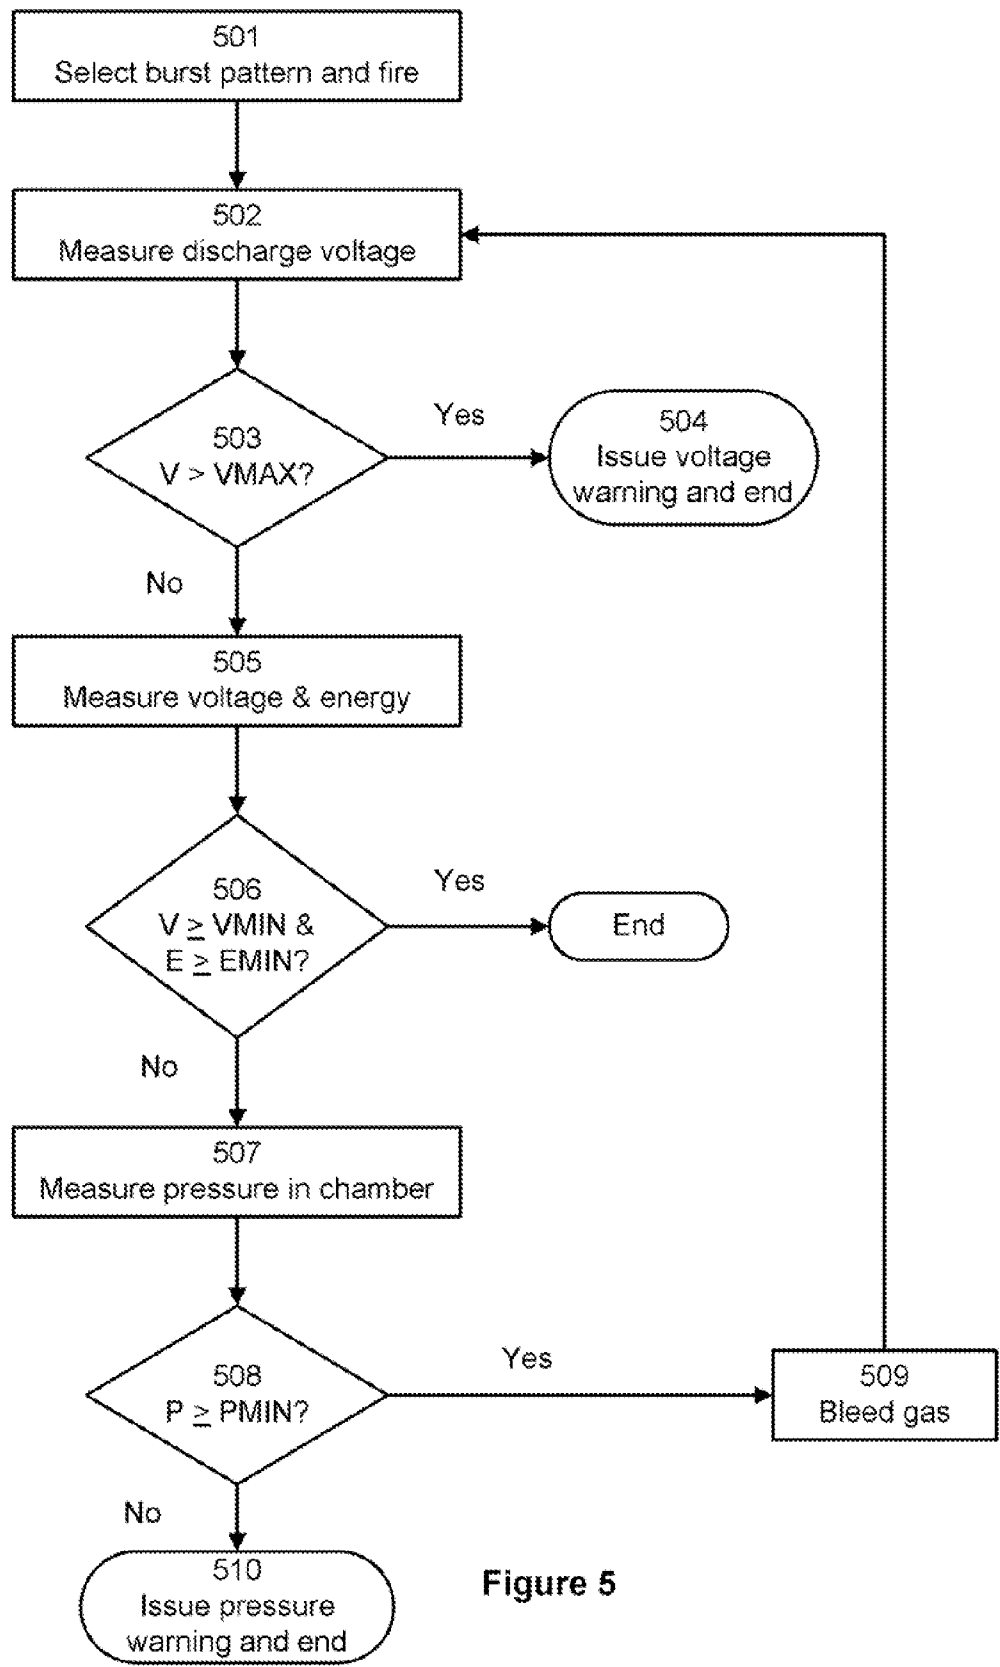 501
Select burst pattern and fire
502
Measure discharge voltage
503
V > VMAX?
Yes
504
Issue voltage
warning and end
No
505
Measure voltage & energy
506
V ≥ VMIN &
E ≥ EMIN?
Yes
End
No
507
Measure pressure in chamber
508
P ≥ PMIN?
Yes
509
Bleed gas
No
510
Issue pressure
warning and end
Figure 5